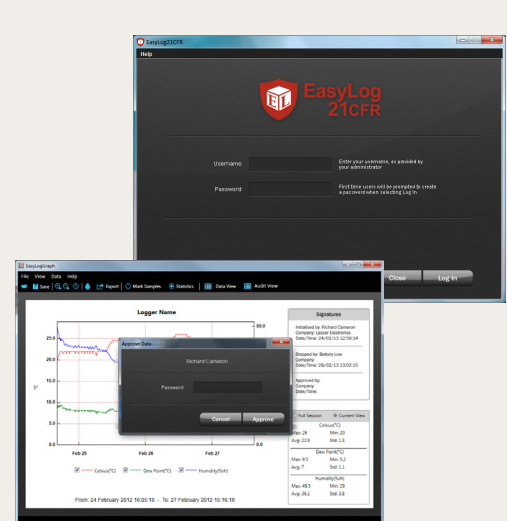 EasyLog21CFR
Help
EasyLog
21CFR
Username:
Enter your username, as provided by
your administrator
Password:
First time users will be prompted to create
a password when selecting Log In
Close
Log In
EasyLogGraph
File View Data Help
Save
Export
Mark Samples
Statistics
Data View
Audit View
Logger Name
25.0
20.0
15.0
10.0
5.0
0.0
°C
50.0
0.0
Feb 25
Feb 26
Feb 27
Celsius(°C)
Dew Point(°C)
Humidity(%rh)
From: 24 February 2012 16:05:18 - To: 27 February 2012 15:16:18
Approve Data
Richard Cameron
Password:
Cancel
Approve
Signatures
Initialised by: Richard Cameron
Company: Lascar Electronics
Date/Time: 24/02/13 12:59:14
Stopped by: Battery Low
Company:
Date/Time: 28/02/13 13:02:15
Approved by:
Company:
Date/Time:
Full Session
Current View
Celsius(°C)
Max: 26 Min: 20
Avg: 22.9 Std: 1.3
Dew Point(°C)
Max: 9.5 Min: 5.2
Avg: 7 Std: 1.1
Humidity(%rh)
Max: 49.5 Min: 29
Avg: 36.1 Std: 3.8